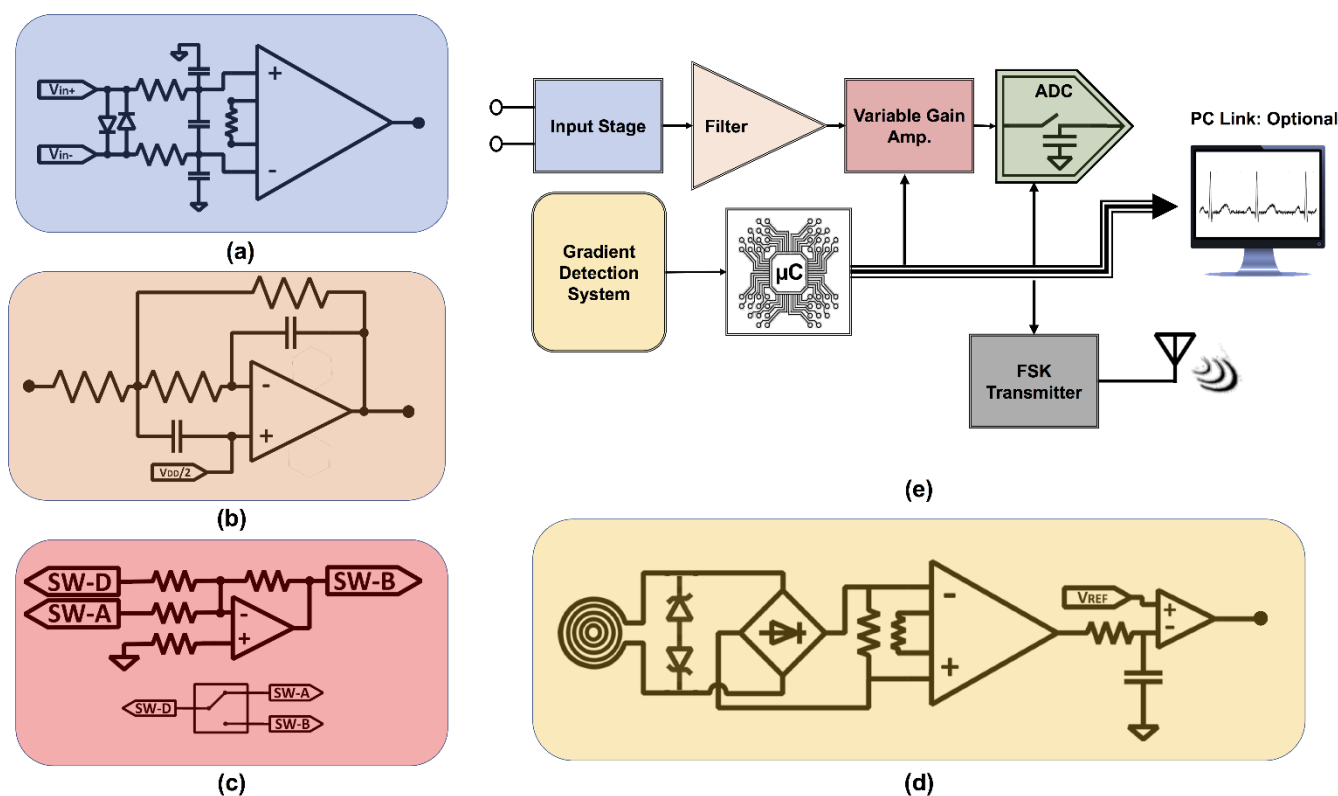 Vin+
Vin-
+
-
(a)
-
+
VDD/2
(b)
SW-D
SW-B
SW-A
-
+
SW-D
SW-A
SW-B
(c)
Input Stage
Filter
Variable Gain
Amp.
ADC
PC Link: Optional
Gradient
Detection
System
µC
FSK
Transmitter
(e)
-
+
VREF
+
-
(d)